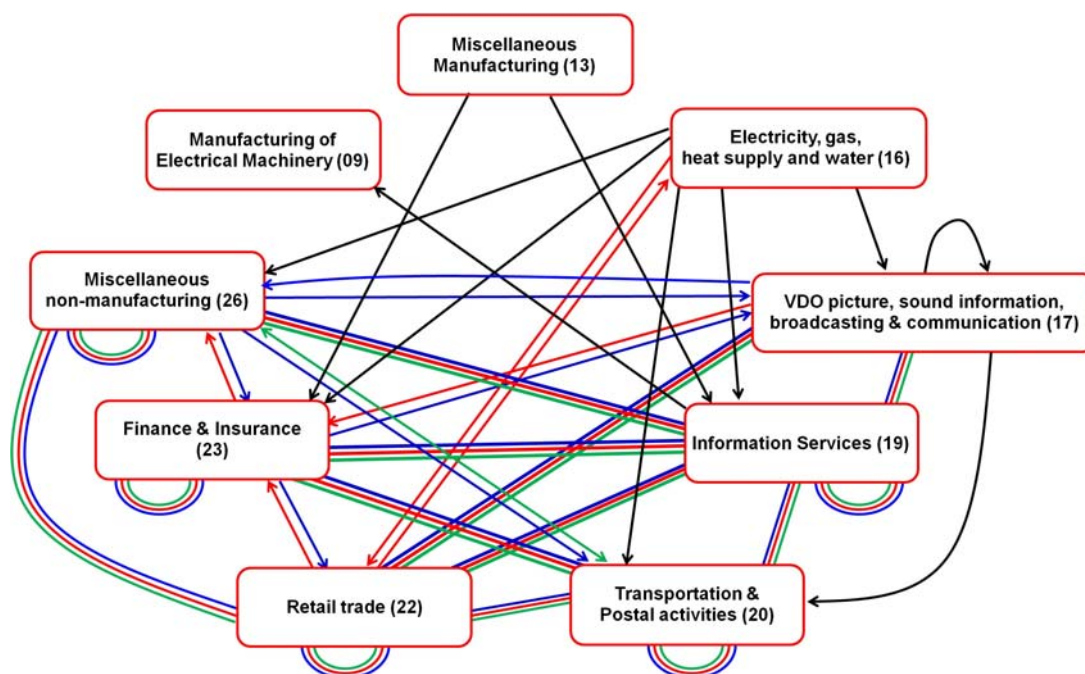 Miscellaneous
Manufacturing (13)
Manufacturing of
Electrical Machinery (09)
Electricity, gas,
heat supply and water (16)
Miscellaneous
non-manufacturing (26)
VDO picture, sound information,
broadcasting & communication (17)
Finance & Insurance
(23)
Information Services (19)
Retail trade (22)
Transportation &
Postal activities (20)